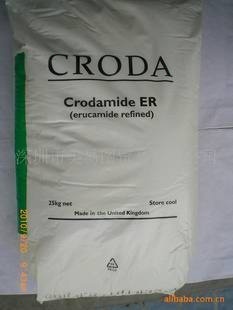 CRODA
Crodamide ER
(erucamide refined)
25kg net
Store cool
Made in the United Kingdom
alibaba.com.cn